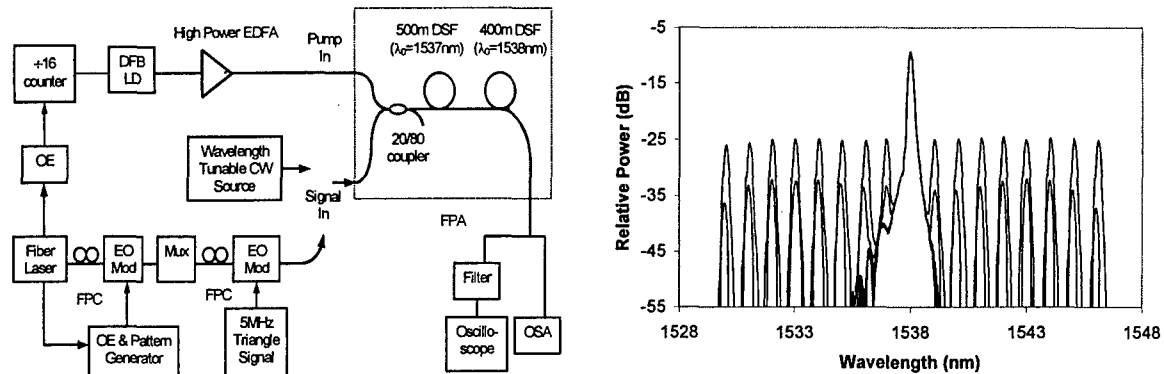 High Power EDFA
Pump
In
500m DSF
(λ₀=1537nm)
400m DSF
(λ₀=1538nm)
÷16
counter
DFB
LD
OE
20/80
coupler
Wavelength
Tunable CW
Source
Signal
In
FPA
Fiber
Laser
EO
Mod
Mux
EO
Mod
FPC
FPC
Filter
OE & Pattern
Generator
5MHz
Triangle
Signal
Oscillo-
scope
OSA
Relative Power (dB)
-5
-15
-25
-35
-45
-55
1528
1533
1538
1543
1548
Wavelength (nm)